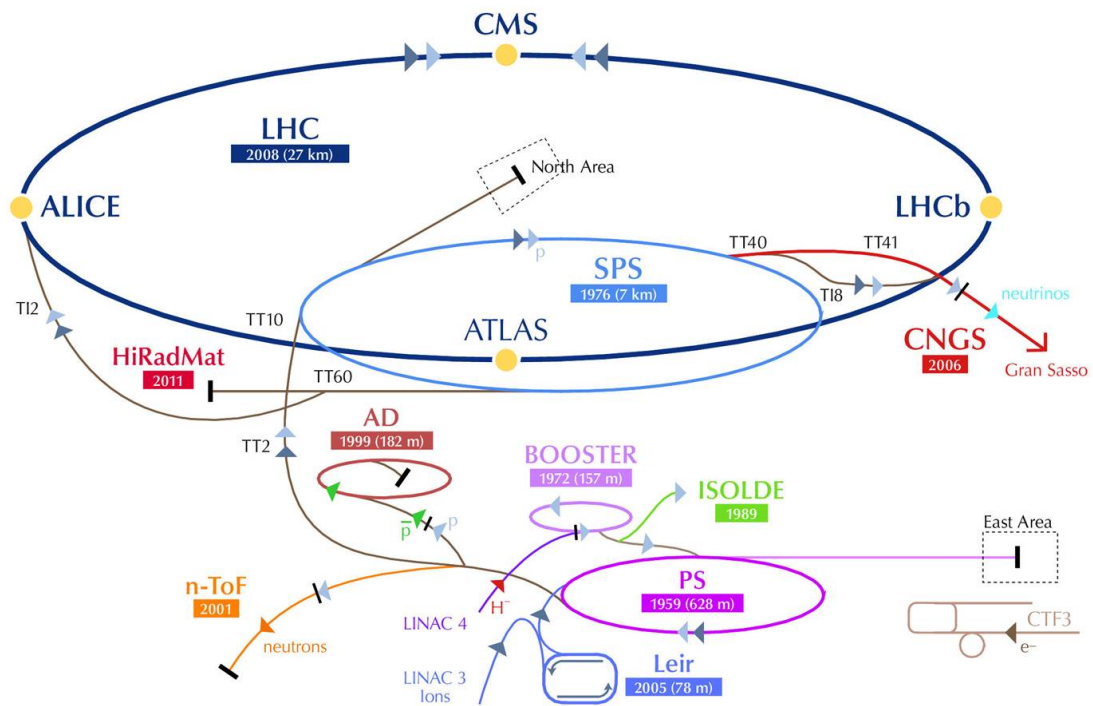 CMS
LHC
2008 (27 km)
North Area
ALICE
LHCb
TT40
TT41
SPS
1976 (7 km)
p
TI8
neutrinos
TI2
TT10
ATLAS
CNGS
2006
Gran Sasso
HiRadMat
2011
TT60
AD
1999 (182 m)
TT2
BOOSTER
1972 (157 m)
ISOLDE
1989
p̅
p
East Area
n-ToF
2001
PS
1959 (628 m)
H⁻
LINAC 4
CTF3
e–
neutrons
LINAC 3
Ions
Leir
2005 (78 m)